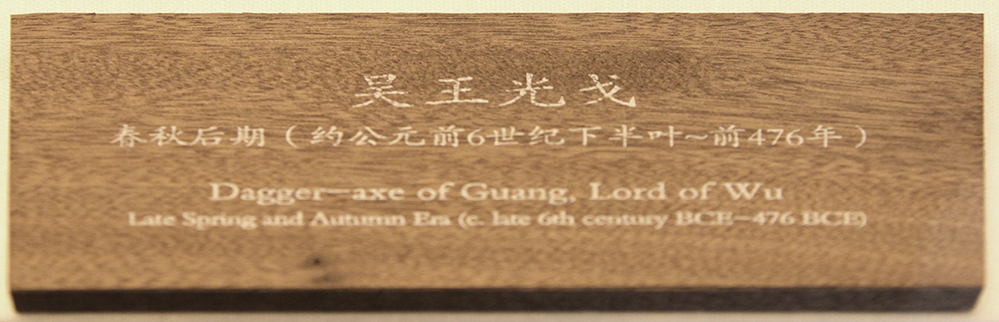 吴王光戈
春秋后期（约公元前6世纪下半叶~前476年）
Dagger-axe of Guang, Lord of Wu
Late Spring and Autumn Era (c. late 6th century BCE-476 BCE)